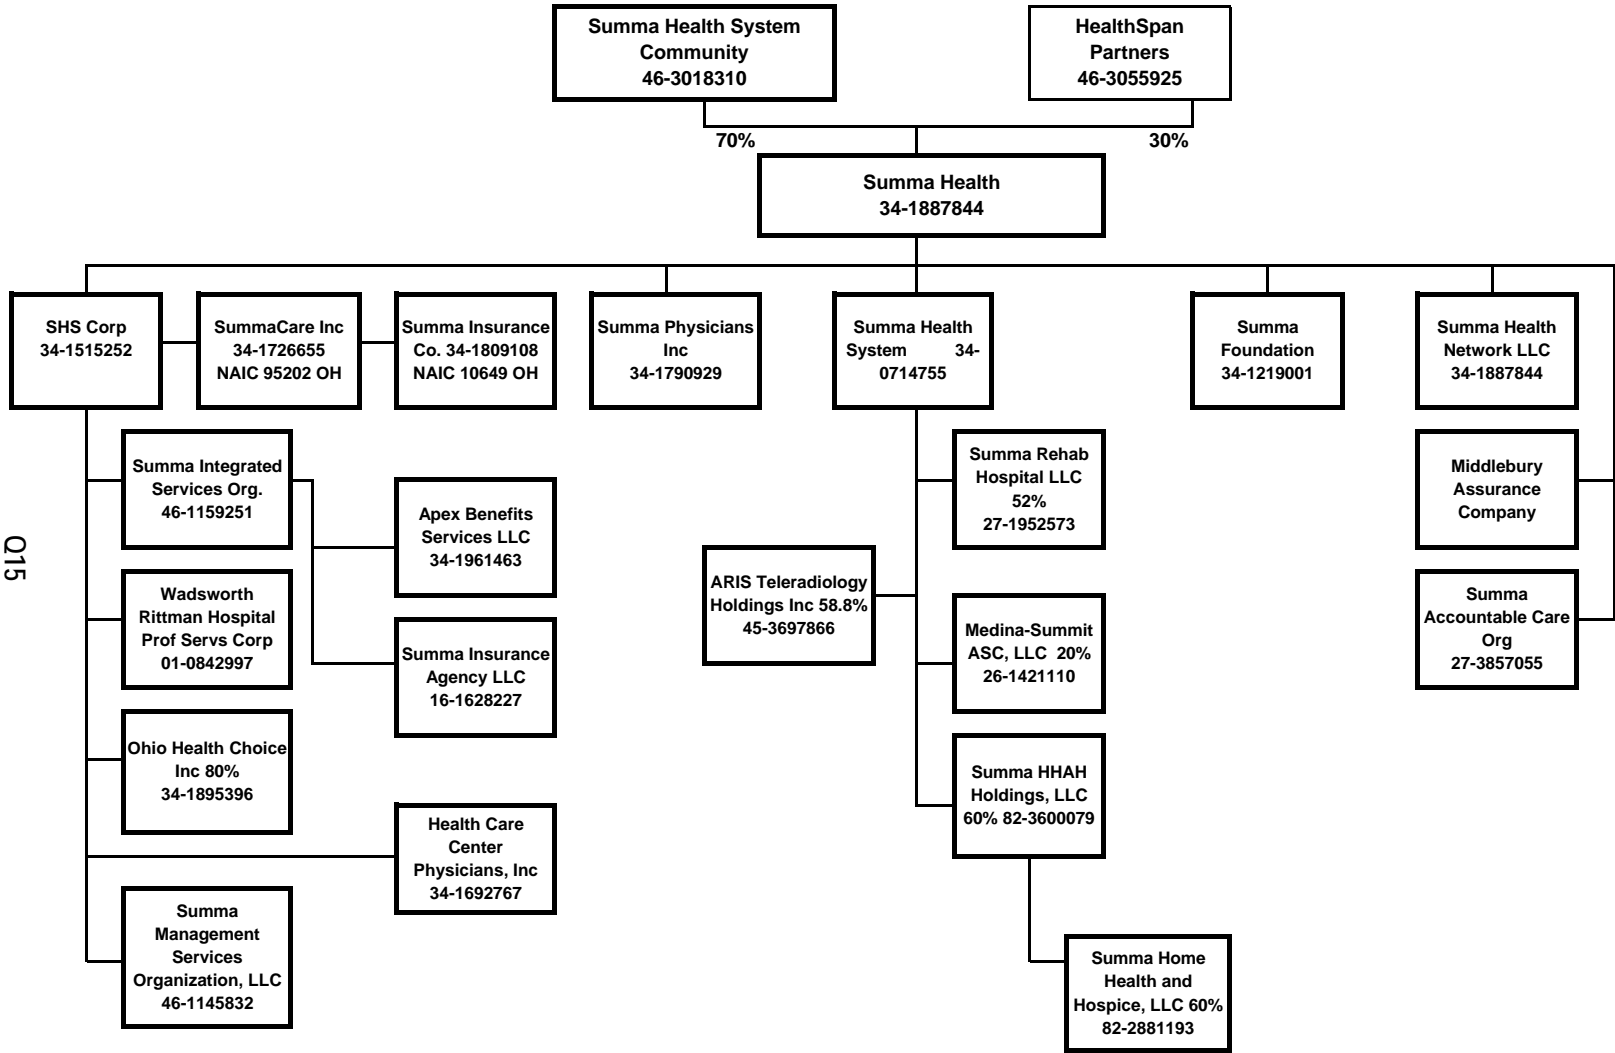 Summa Health System
Community
46-3018310
HealthSpan
Partners
46-3055925
70%
30%
Summa Health
34-1887844
SHS Corp
34-1515252
SummaCare Inc
34-1726655
NAIC 95202 OH
Summa Insurance
Co. 34-1809108
NAIC 10649 OH
Summa Physicians
Inc
34-1790929
Summa Health
System 34-
0714755
Summa
Foundation
34-1219001
Summa Health
Network LLC
34-1887844
Summa Integrated
Services Org.
46-1159251
Apex Benefits
Services LLC
34-1961463
Summa Rehab
Hospital LLC
52%
27-1952573
Middlebury
Assurance
Company
Q15
Wadsworth
Rittman Hospital
Prof Servs Corp
01-0842997
Summa Insurance
Agency LLC
16-1628227
ARIS Teleradiology
Holdings Inc 58.8%
45-3697866
Medina-Summit
ASC, LLC 20%
26-1421110
Summa
Accountable Care
Org
27-3857055
Ohio Health Choice
Inc 80%
34-1895396
Health Care
Center
Physicians, Inc
34-1692767
Summa HHAH
Holdings, LLC
60% 82-3600079
Summa
Management
Services
Organization, LLC
46-1145832
Summa Home
Health and
Hospice, LLC 60%
82-2881193